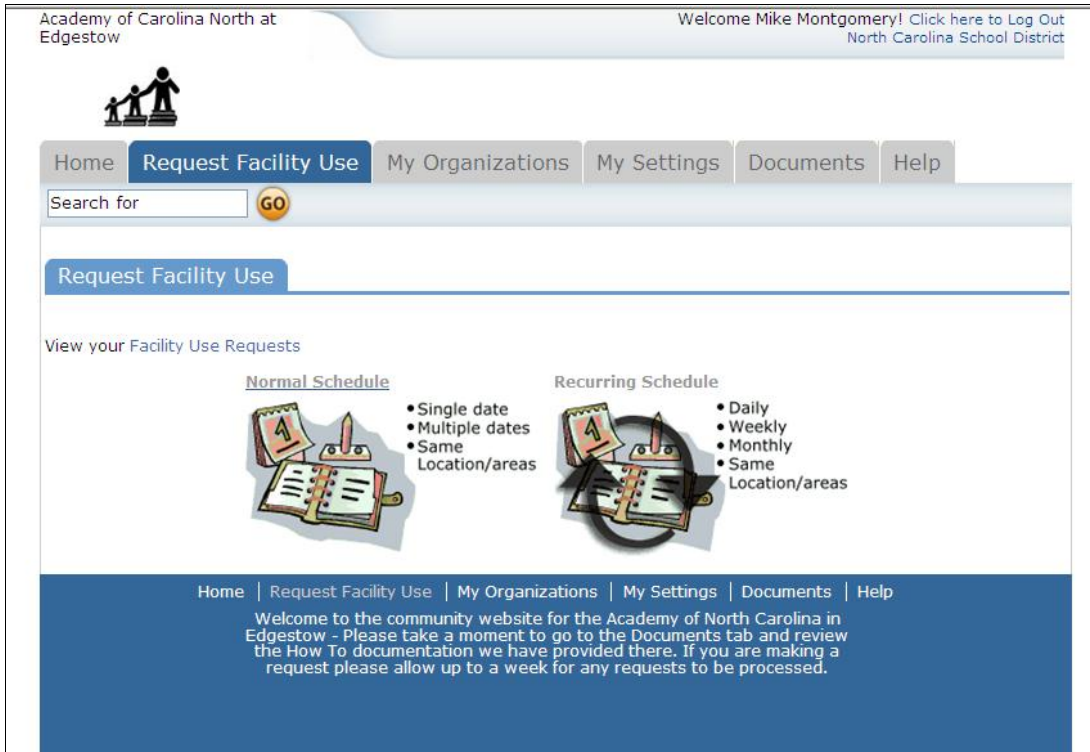 Academy of Carolina North at
Edgestow
Welcome Mike Montgomery! Click here to Log Out
North Carolina School District
Home Request Facility Use My Organizations My Settings Documents Help
Search for GO
Request Facility Use
View your Facility Use Requests
Normal Schedule
• Single date
• Multiple dates
• Same
Location/areas
Recurring Schedule
• Daily
• Weekly
• Monthly
• Same
Location/areas
Home | Request Facility Use | My Organizations | My Settings | Documents | Help
Welcome to the community website for the Academy of North Carolina in
Edgestow - Please take a moment to go to the Documents tab and review
the How To documentation we have provided there. If you are making a
request please allow up to a week for any requests to be processed.